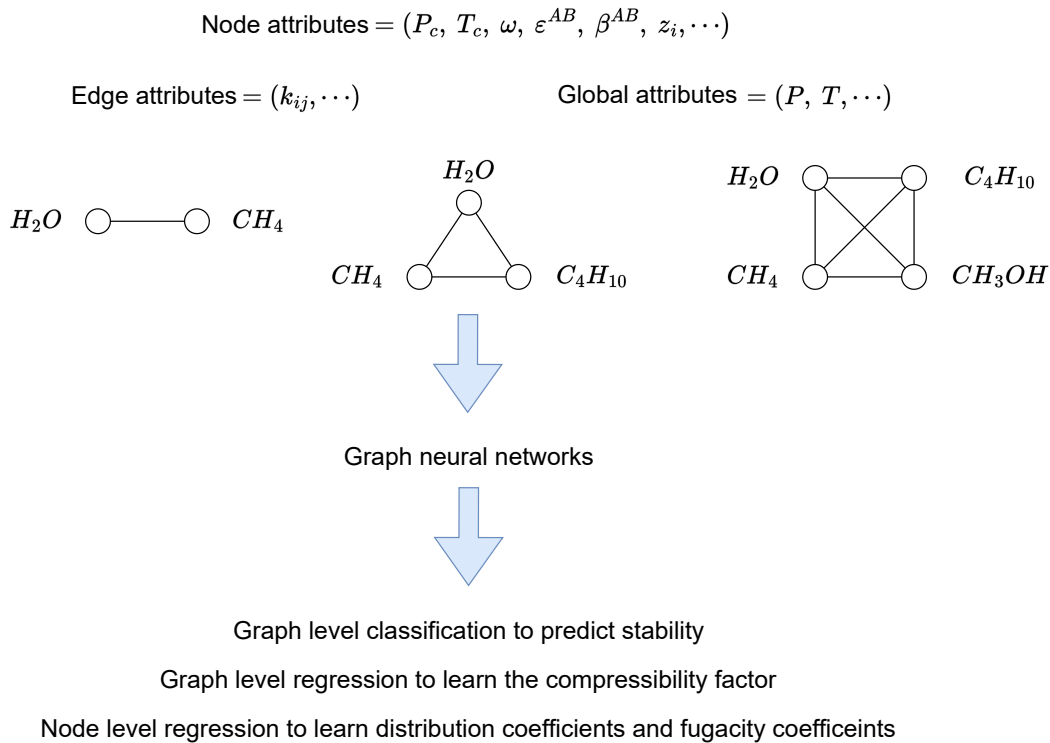 Node attributes = (P_c, T_c, ω, ε^{AB}, β^{AB}, z_i, ⋯)
Edge attributes = (k_{ij}, ⋯)
Global attributes = (P, T, ⋯)
H_2O
CH_4
H_2O
CH_4
C_4H_{10}
H_2O
C_4H_{10}
CH_4
CH_3OH
Graph neural networks
Graph level classification to predict stability
Graph level regression to learn the compressibility factor
Node level regression to learn distribution coefficients and fugacity coefficeints